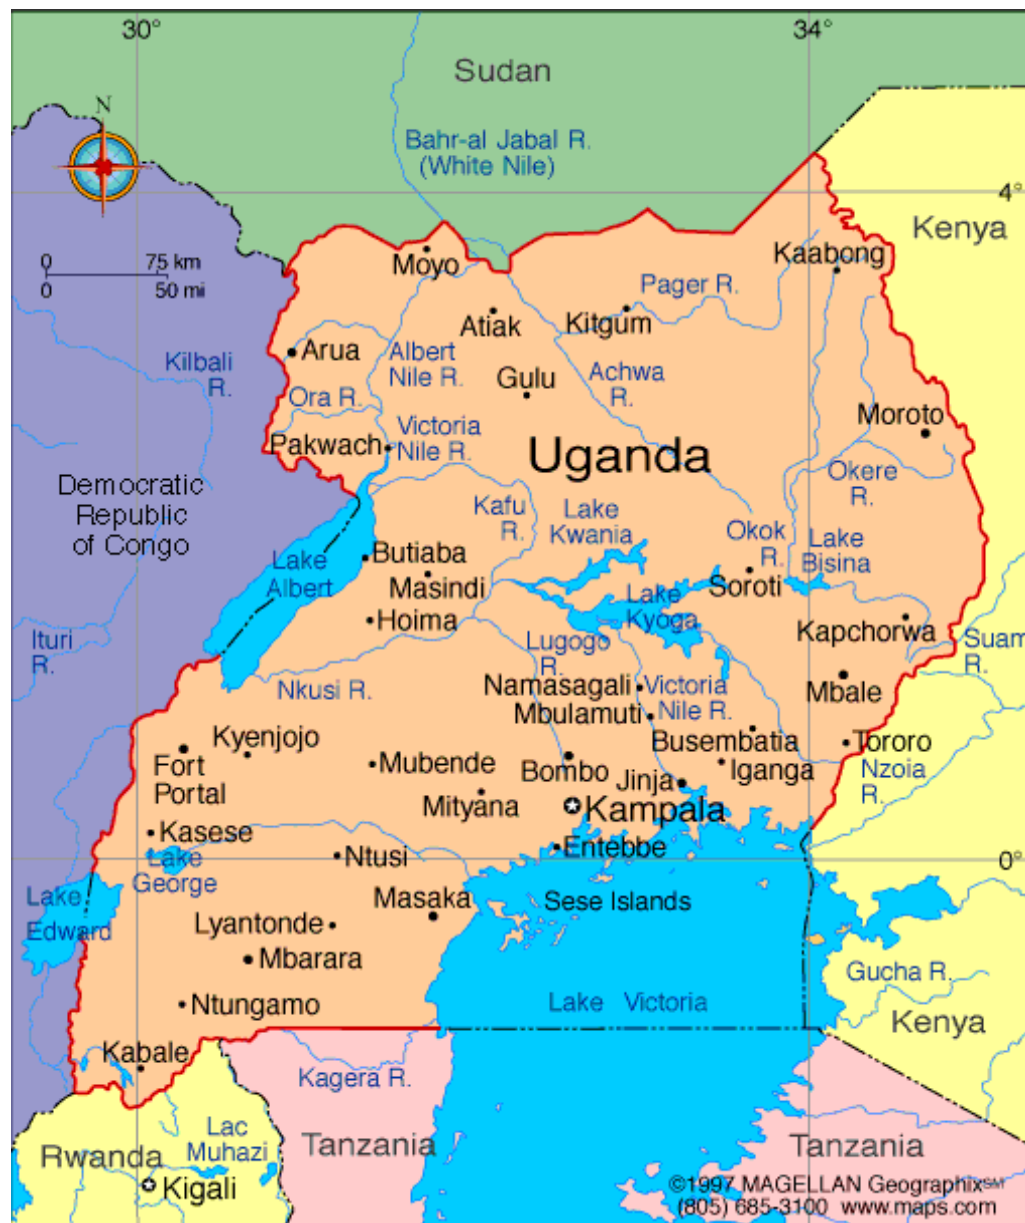 30°
34°
Sudan
N
Bahr-al Jabal R.
(White Nile)
4°
Kenya
0
75 km
0
50 mi
Moyo
Kaabong
Pager R.
Atiak
Kitgum
Kilbali
R.
Arua
Albert
Nile R.
Gulu
Achwa
R.
Ora R.
Moroto
Pakwach
Victoria
Nile R.
Uganda
Okere
R.
Democratic
Republic
of Congo
Kafu
R.
Lake
Kwania
Okok
R.
Lake
Bisina
Lake
Albert
Butiaba
Masindi
Soroti
Lake
Kyoga
Hoima
Kapchorwa
Ituri
R.
Lugogo
R.
Suam
R.
Nkusi R.
Namasagali
Mbulamuti
Victoria
Nile R.
Mbale
Kyenjojo
Busembatia
Tororo
Fort
Portal
Mubende
Bombo
Iganga
Nzoia
R.
Mityana
Jinja
Kampala
Kasese
Entebbe
Lake
George
Ntusi
0°
Lake
Edward
Masaka
Sese Islands
Lyantonde
Mbarara
Gucha R.
Ntungamo
Lake Victoria
Kenya
Kabale
Kagera R.
Lac
Muhazi
Rwanda
Tanzania
Tanzania
Kigali
©1997 MAGELLAN Geographix℠
(805) 685-3100 www.maps.com